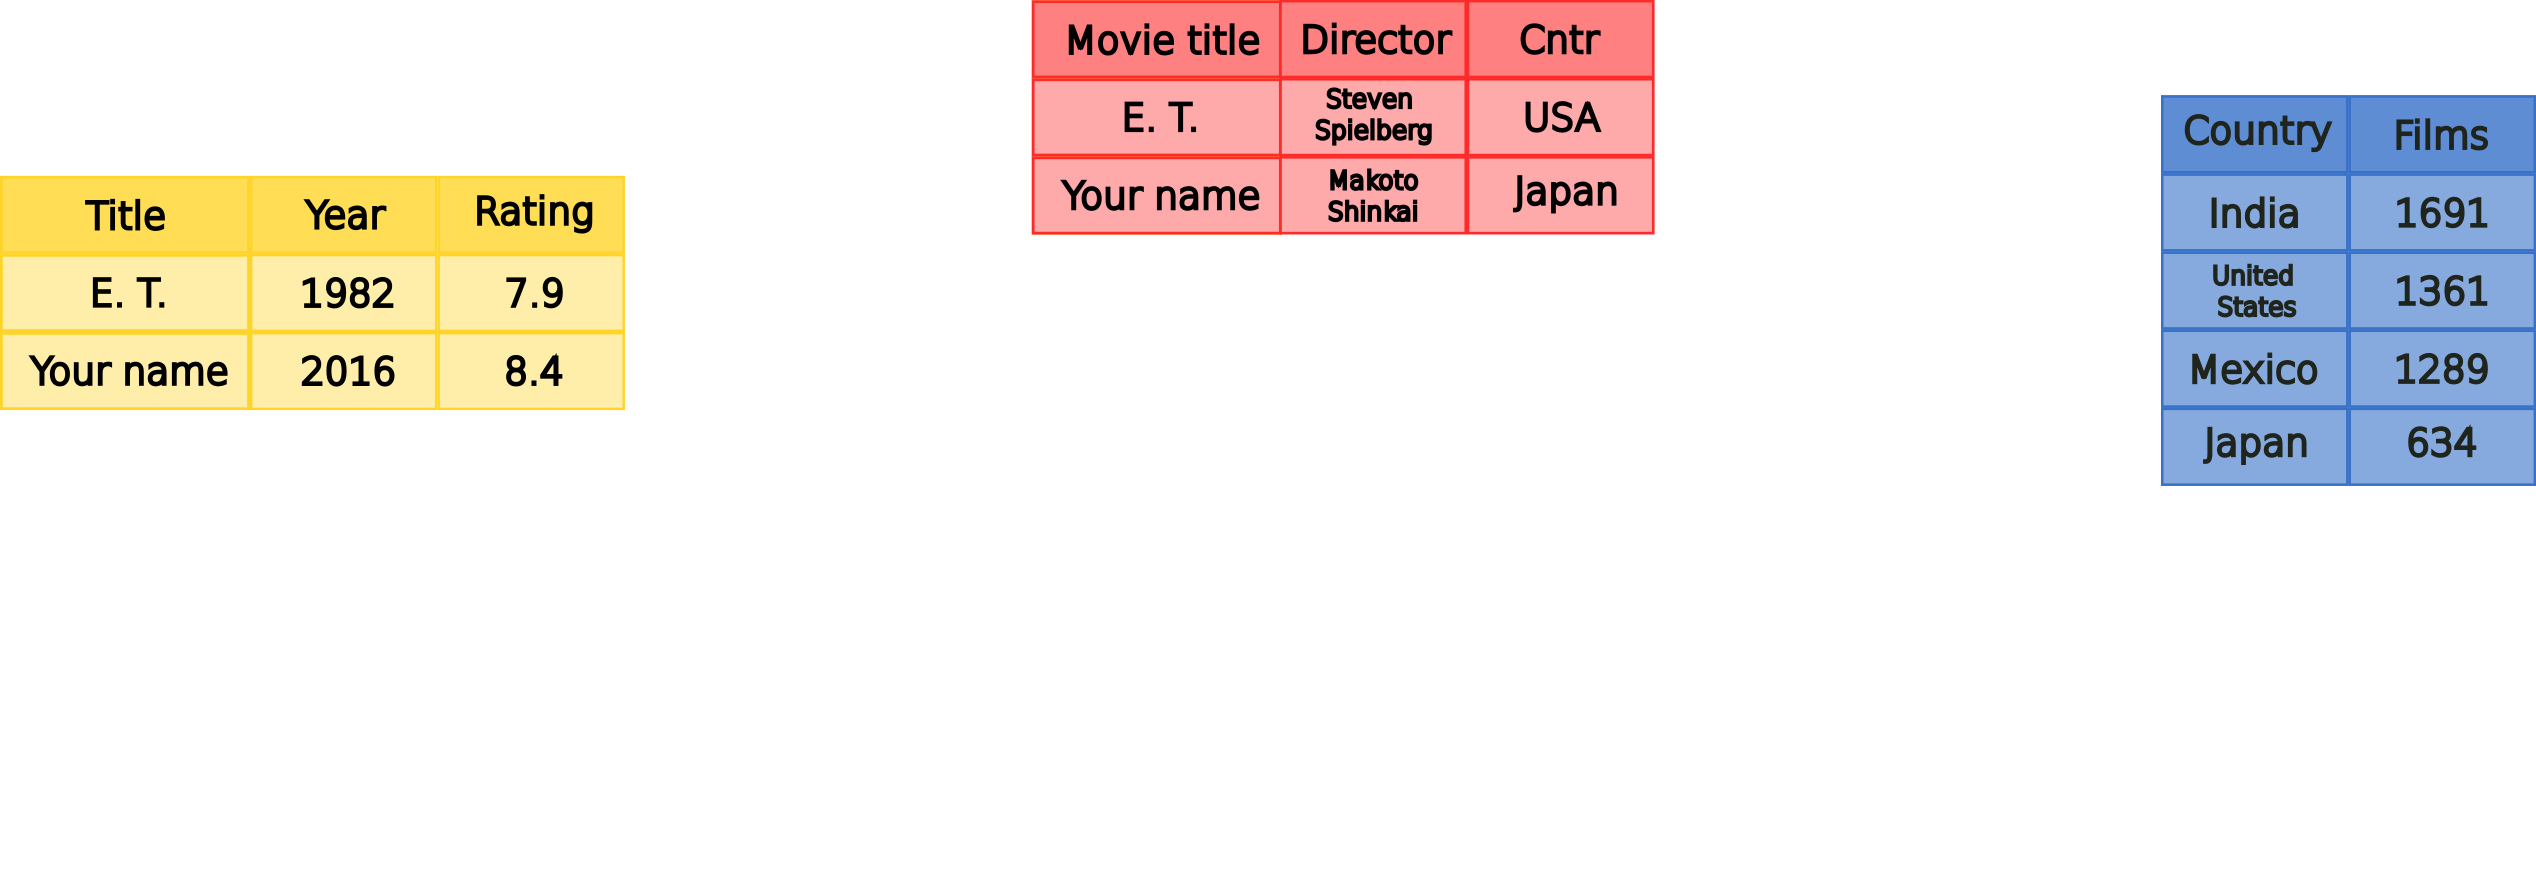 Title Year Rating
E. T. 1982 7.9
Your name 2016 8.4
Movie title Director Cntr
E. T. Steven Spielberg USA
Your name Makoto Shinkai Japan
Country Films
India 1691
United States 1361
Mexico 1289
Japan 634